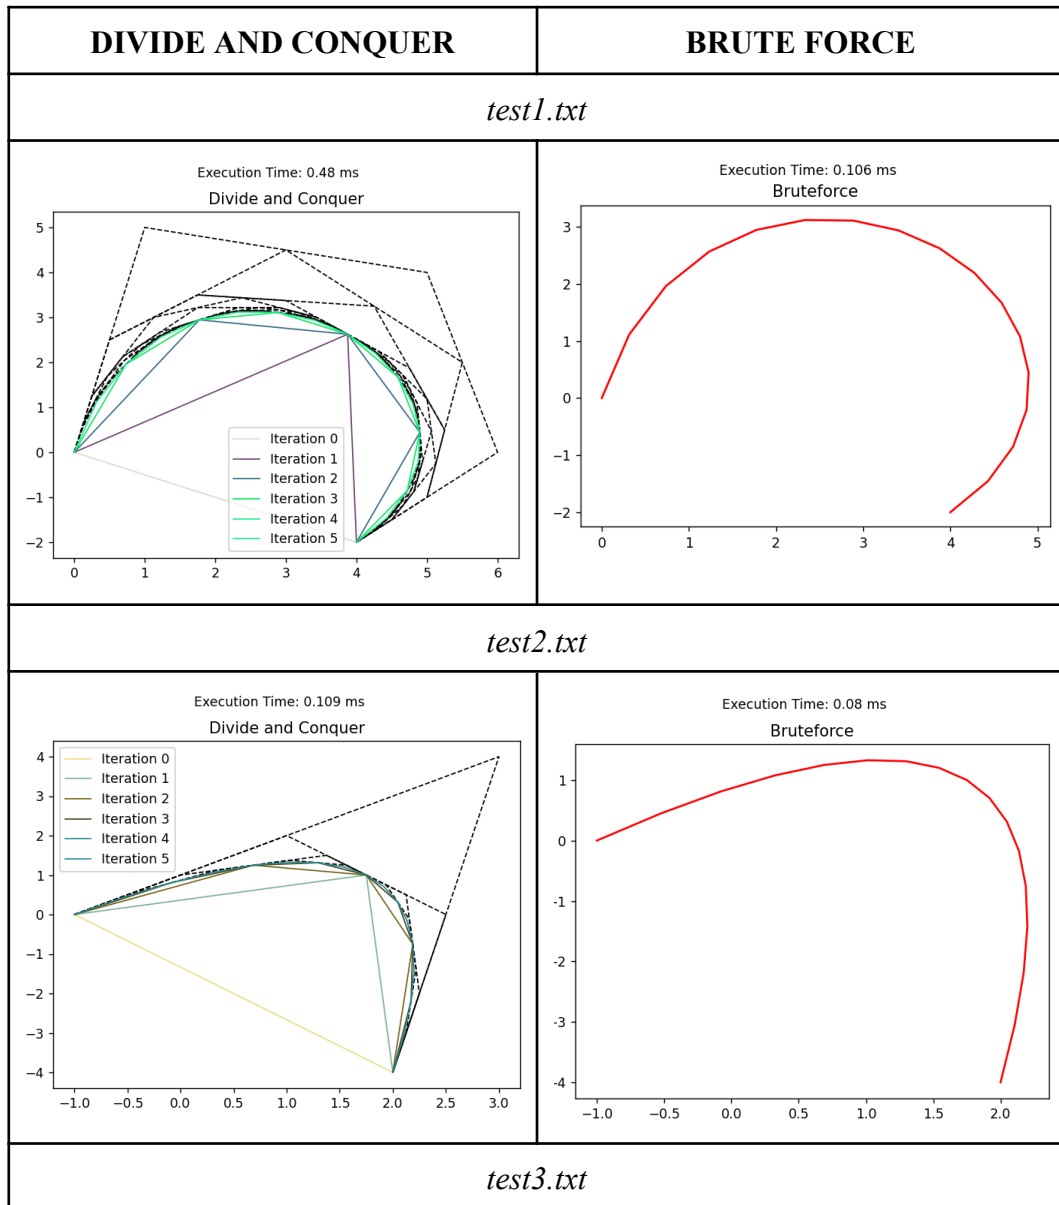 DIVIDE AND CONQUER
BRUTE FORCE
test1.txt
Execution Time: 0.48 ms
Divide and Conquer
5
4
3
2
1
0
−1
−2
Iteration 0
Iteration 1
Iteration 2
Iteration 3
Iteration 4
Iteration 5
0 1 2 3 4 5 6
Execution Time: 0.106 ms
Bruteforce
3
2
1
0
−1
−2
0 1 2 3 4 5
test2.txt
Execution Time: 0.109 ms
Divide and Conquer
4
3
2
1
0
−1
−2
−3
−4
Iteration 0
Iteration 1
Iteration 2
Iteration 3
Iteration 4
Iteration 5
−1.0 −0.5 0.0 0.5 1.0 1.5 2.0 2.5 3.0
Execution Time: 0.08 ms
Bruteforce
1
0
-1
-2
-3
-4
−1.0 −0.5 0.0 0.5 1.0 1.5 2.0
test3.txt